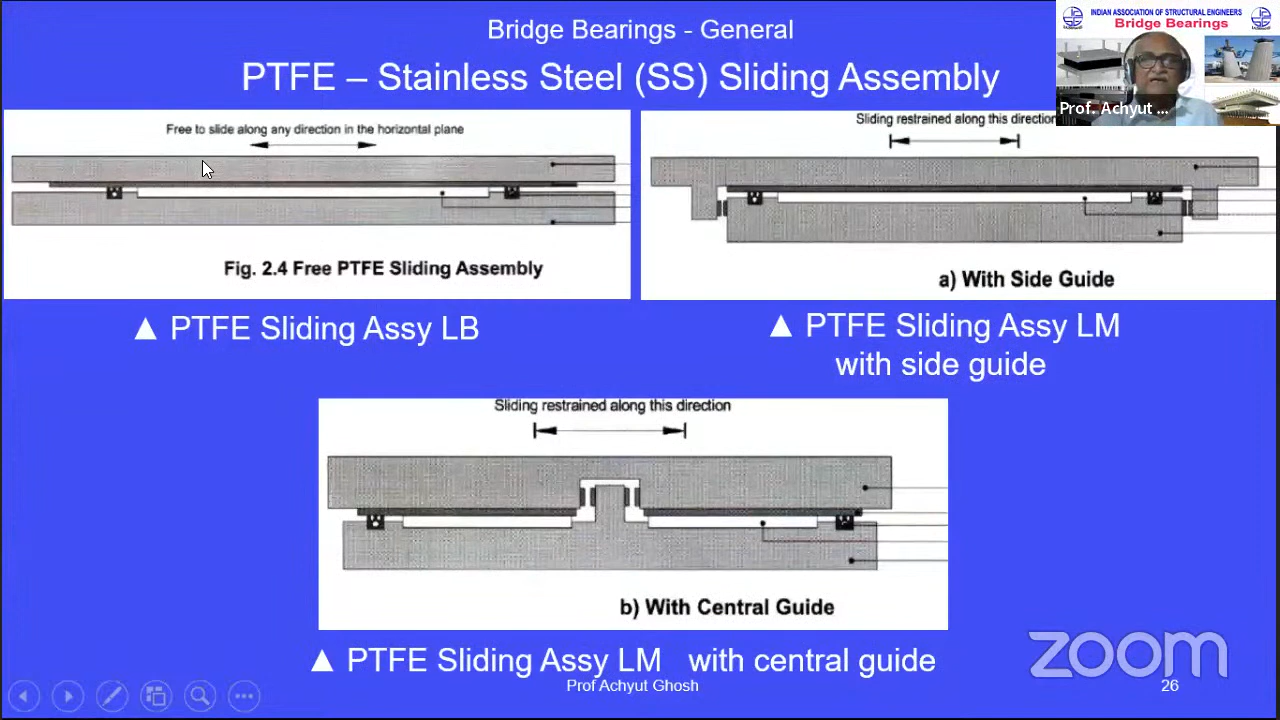 Bridge Bearings - General
PTFE – Stainless Steel (SS) Sliding Assembly
INDIAN ASSOCIATION OF STRUCTURAL ENGINEERS
Bridge Bearings
Prof. Achyut ...
Free to slide along any direction in the horizontal plane
Fig. 2.4 Free PTFE Sliding Assembly
▲ PTFE Sliding Assy LB
Sliding restrained along this direction
a) With Side Guide
▲ PTFE Sliding Assy LM
with side guide
Sliding restrained along this direction
b) With Central Guide
▲ PTFE Sliding Assy LM with central guide
Prof Achyut Ghosh
26
zoom